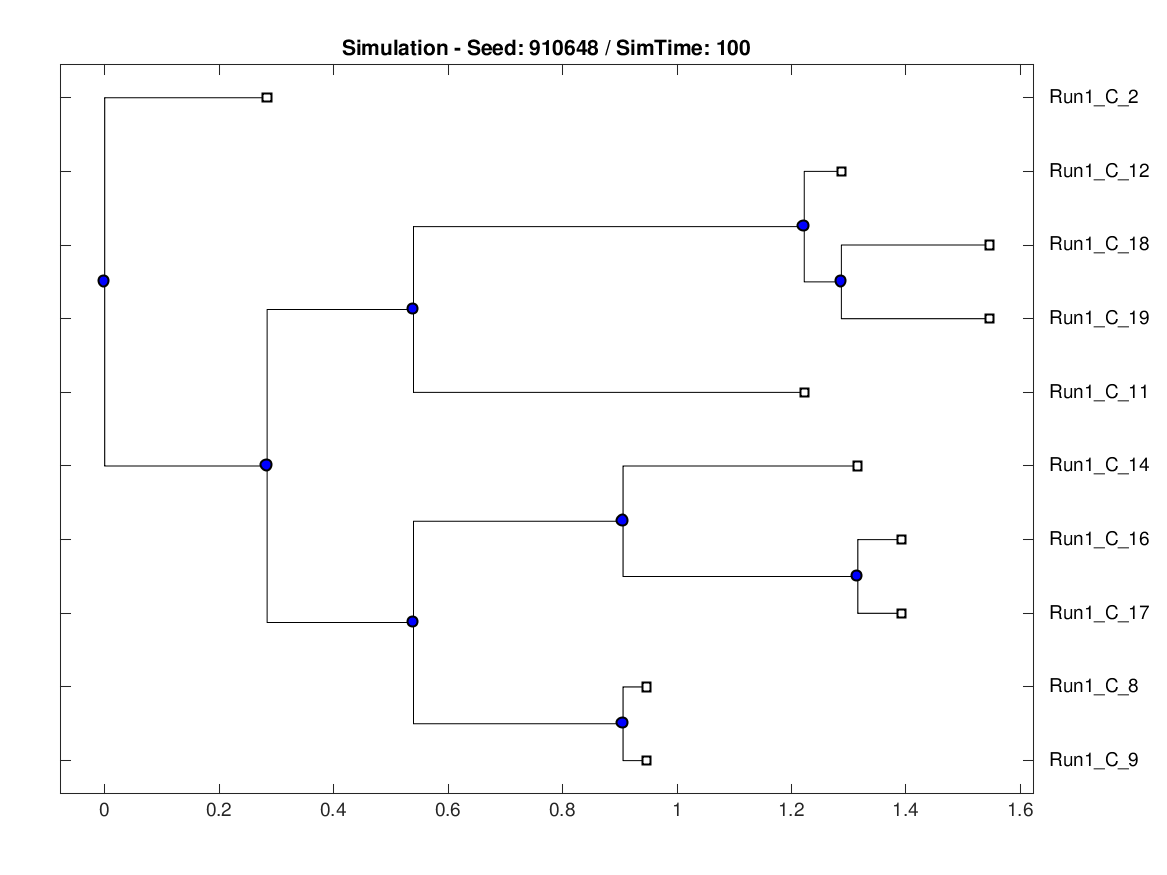 Simulation - Seed: 910648 / SimTime: 100
Run1_C_2
Run1_C_12
Run1_C_18
Run1_C_19
Run1_C_11
Run1_C_14
Run1_C_16
Run1_C_17
Run1_C_8
Run1_C_9
0 0.2 0.4 0.6 0.8 1 1.2 1.4 1.6